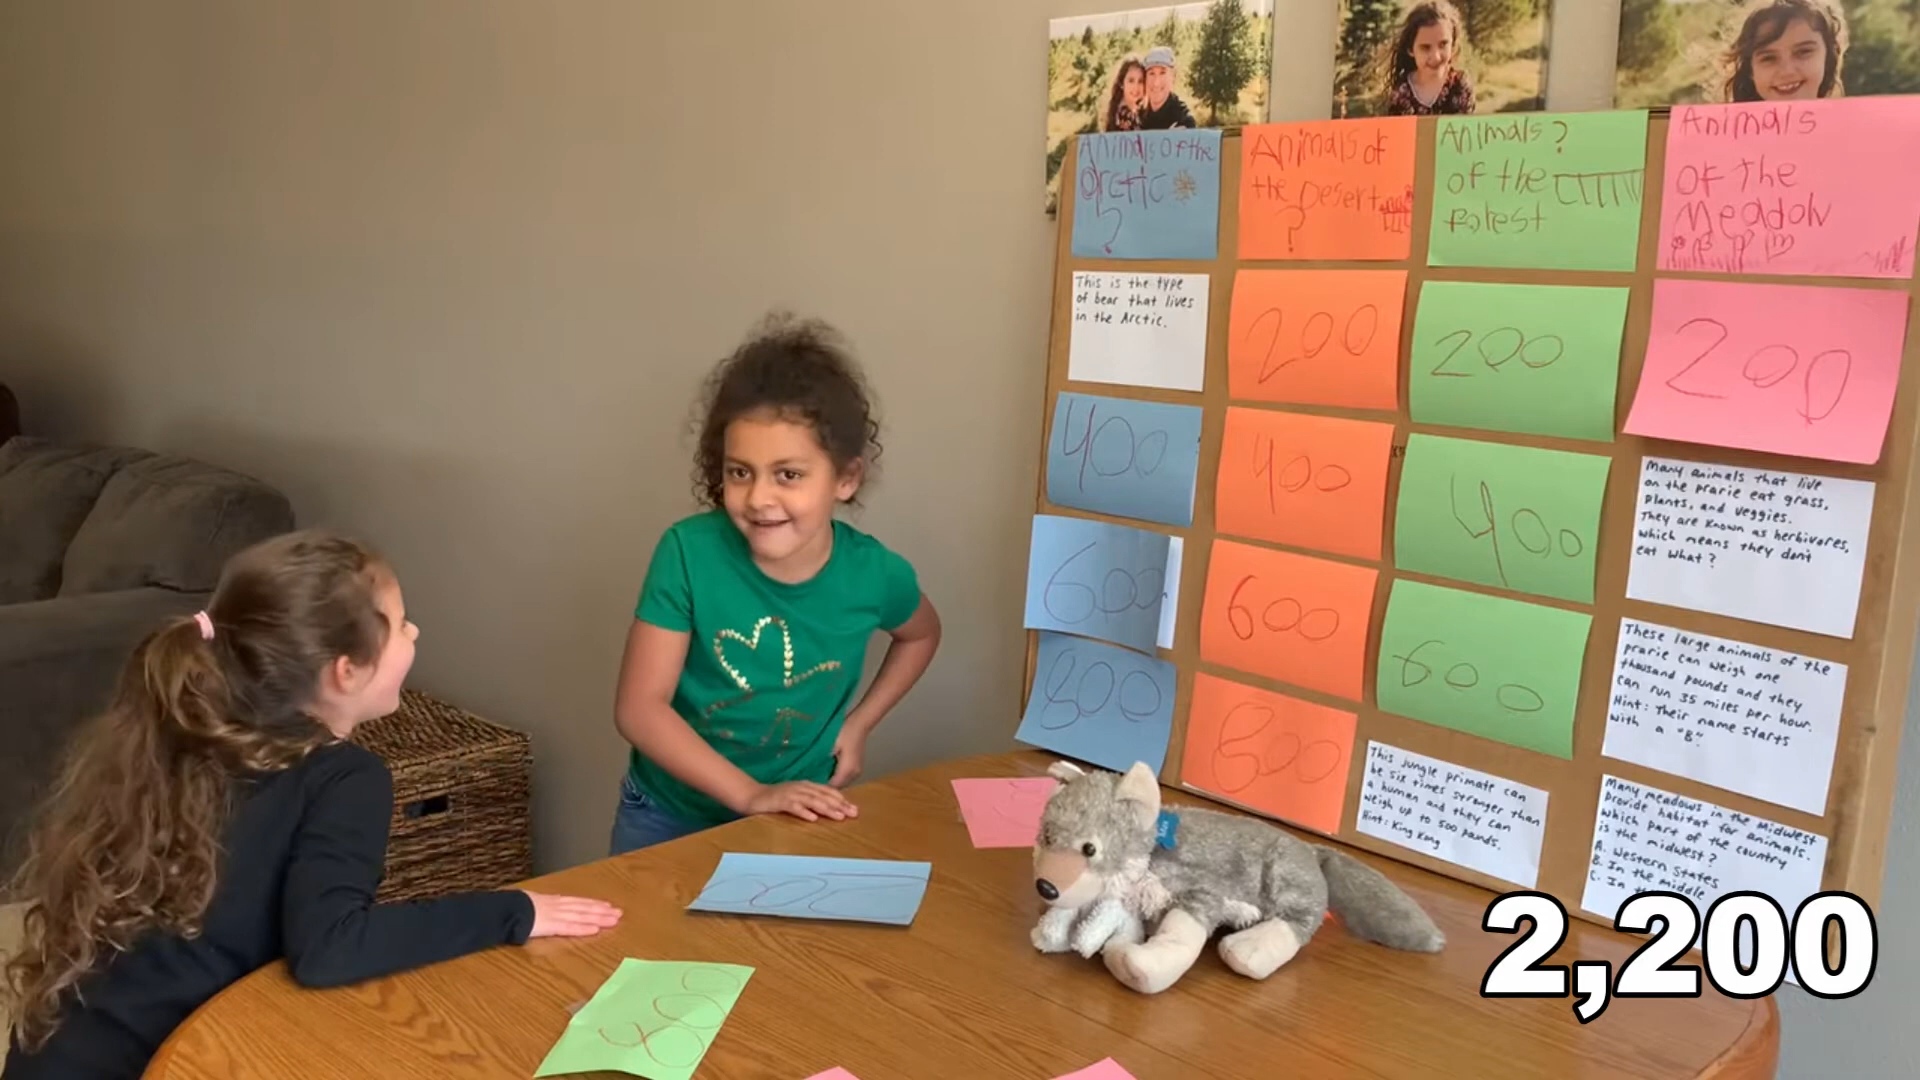 Animals Of the
arctic
?
Animals of
the Desert
?
Animals?
of the
forest
Animals
OF The
Meadow
This is the type
of bear that lives
in the Arctic.
200
200
200
400
400
400
Many animals that live
on the prarie eat grass,
plants, and veggies.
They are known as herbivores,
which means they don't
eat what?
600
600
600
These large animals of the
prarie can weigh one
thousand pounds and they
can run 35 miles per hour.
Hint: Their name starts
with a "B".
800
800
This jungle primate can
be six times stronger than
a human and they can
weigh up to 500 pounds.
Hint: King Kong
Many meadows in the midwest
provide habitat for animals.
which part of the country
is the midwest?
A. Western States
B. In the middle
C. In
200
800
2,200